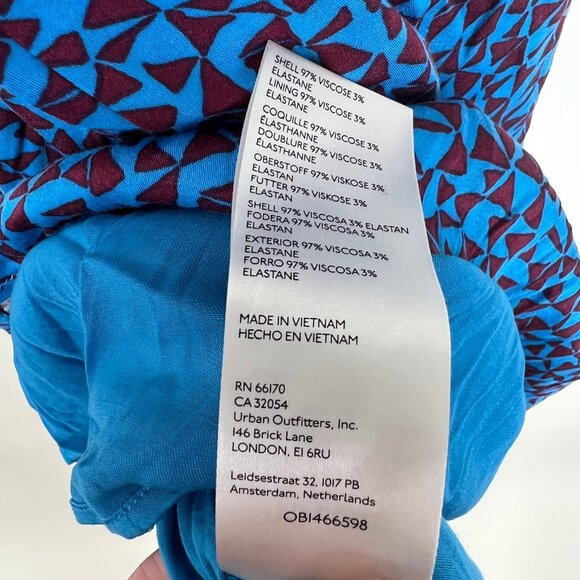 SHELL 97% VISCOSE 3%
ELASTANE
LINING 97% VISCOSE 3%
ELASTANE
COQUILLE 97% VISCOSE 3%
ÉLASTHANNE
DOUBLURE 97% VISCOSE 3%
ÉLASTHANNE
OBERSTOFF 97% VISKOSE 3%
ELASTAN
FUTTER 97% VISKOSE 3%
ELASTAN
SHELL 97% VISCOSA 3% ELASTAN
FODERA 97% VISCOSA 3%
ELASTANE
EXTERIOR 97% VISCOSA 3%
ELASTANE
FORRO 97% VISCOSA 3%
ELASTANE
MADE IN VIETNAM
HECHO EN VIETNAM
RN 66170
CA 32054
Urban Outfitters, Inc.
146 Brick Lane
LONDON, E1 6RU
Leidsestraat 32, 1017 PB
Amsterdam, Netherlands
OB1466598